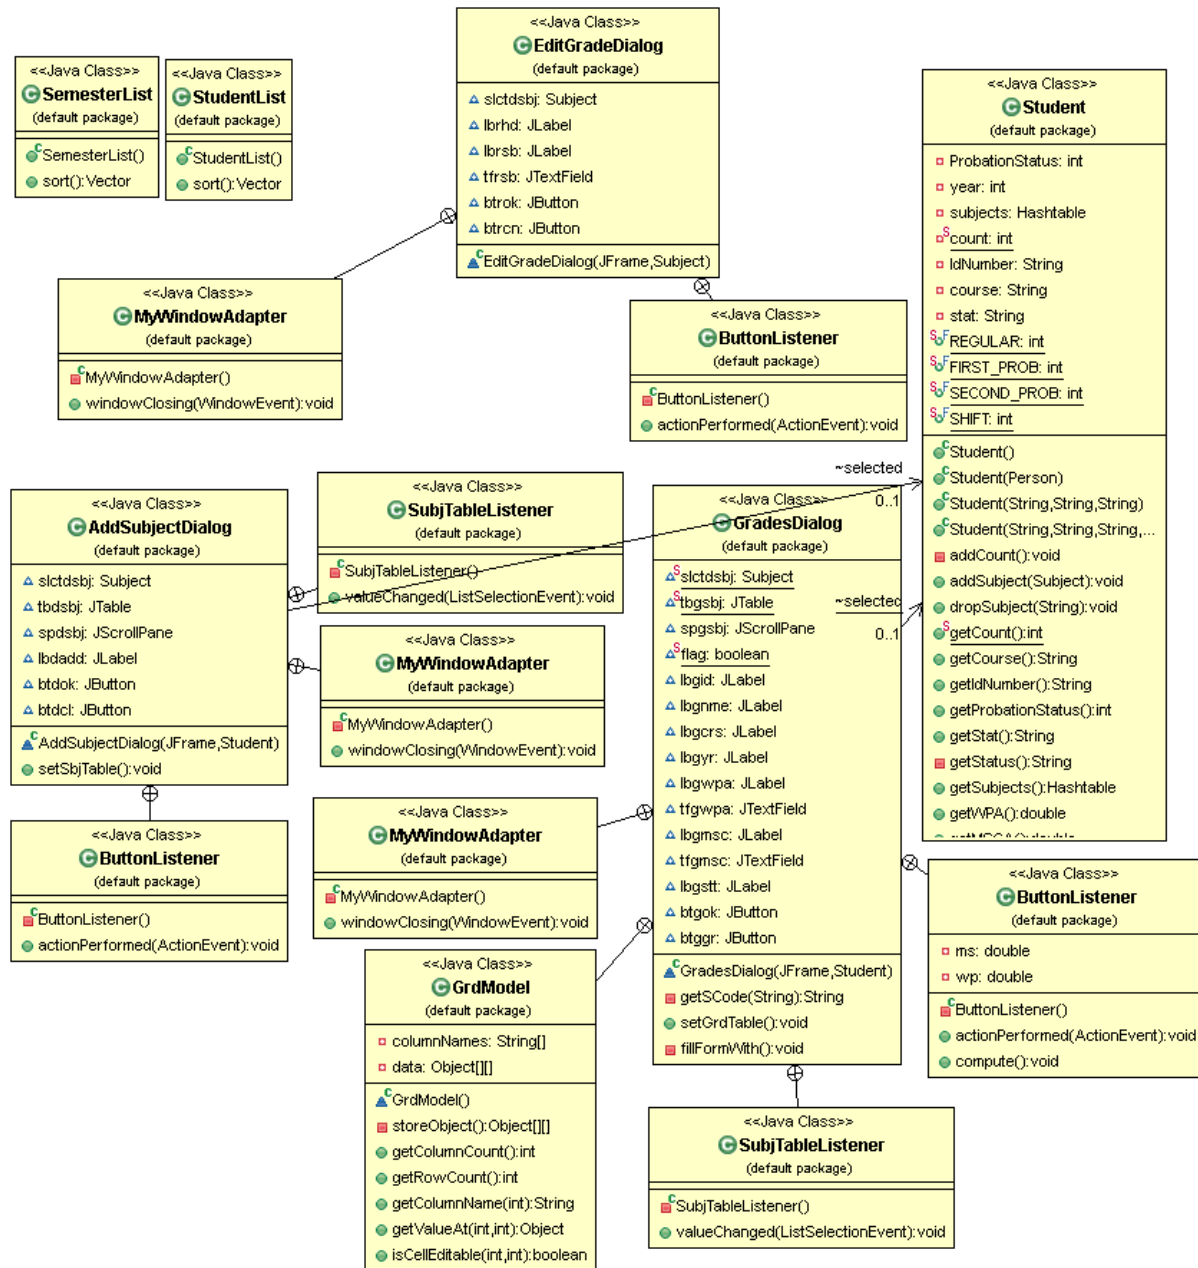 <<Java Class>>
SemesterList
(default package)
SemesterList()
sort():Vector
<<Java Class>>
StudentList
(default package)
StudentList()
sort():Vector
<<Java Class>>
EditGradeDialog
(default package)
slctdsbj: Subject
lbrhd: JLabel
lbrsb: JLabel
tfrsb: JTextField
btrok: JButton
btrcn: JButton
EditGradeDialog(JFrame,Subject)
<<Java Class>>
Student
(default package)
ProbationStatus: int
year: int
subjects: Hashtable
count: int
IdNumber: String
course: String
stat: String
REGULAR: int
FIRST_PROB: int
SECOND_PROB: int
SHIFT: int
Student()
Student(Person)
Student(String,String,String)
Student(String,String,String,...
addCount():void
addSubject(Subject):void
dropSubject(String):void
getCount():int
getCourse():String
getIdNumber():String
getProbationStatus():int
getStat():String
getStatus():String
getSubjects():Hashtable
getWPA():double
<<Java Class>>
MyWindowAdapter
(default package)
MyWindowAdapter()
windowClosing(WindowEvent):void
<<Java Class>>
ButtonListener
(default package)
ButtonListener()
actionPerformed(ActionEvent):void
~selected
0..1
~selected
0..1
<<Java Class>>
AddSubjectDialog
(default package)
slctdsbj: Subject
tbdsbj: JTable
spdsbj: JScrollPane
lbdadd: JLabel
btdok: JButton
btdcl: JButton
AddSubjectDialog(JFrame,Student)
setSbjTable():void
<<Java Class>>
SubjTableListener
(default package)
SubjTableListener()
valueChanged(ListSelectionEvent):void
<<Java Class>>
MyWindowAdapter
(default package)
MyWindowAdapter()
windowClosing(WindowEvent):void
<<Java Class>>
GradesDialog
(default package)
slctdsbj: Subject
tbgsbj: JTable
spgsbj: JScrollPane
flag: boolean
lbgid: JLabel
lbgnme: JLabel
lbgcrs: JLabel
lbgyr: JLabel
lbgwpa: JLabel
tfgwpa: JTextField
lbgmsc: JLabel
tfgmsc: JTextField
lbgstt: JLabel
btgok: JButton
btggr: JButton
GradesDialog(JFrame,Student)
getSCode(String):String
setGrdTable():void
fillFormWith():void
<<Java Class>>
ButtonListener
(default package)
ButtonListener()
actionPerformed(ActionEvent):void
<<Java Class>>
MyWindowAdapter
(default package)
MyWindowAdapter()
windowClosing(WindowEvent):void
<<Java Class>>
ButtonListener
(default package)
ms: double
wp: double
ButtonListener()
actionPerformed(ActionEvent):void
compute():void
<<Java Class>>
GrdModel
(default package)
columnNames: String[]
data: Object[][]
GrdModel()
storeObject():Object[][]
getColumnCount():int
getRowCount():int
getColumnName(int):String
getValueAt(int,int):Object
isCellEditable(int,int):boolean
<<Java Class>>
SubjTableListener
(default package)
SubjTableListener()
valueChanged(ListSelectionEvent):void